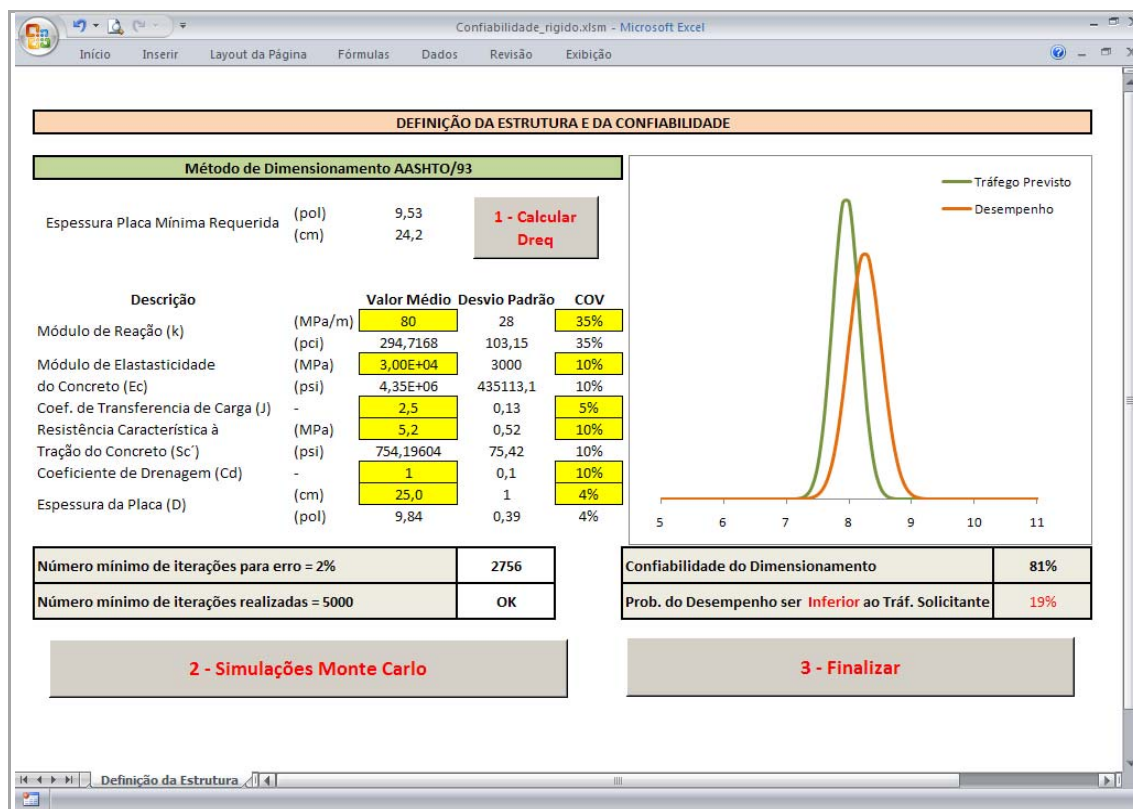 Confiabilidade_rigido.xlsm - Microsoft Excel
Início Inserir Layout da Página Fórmulas Dados Revisão Exibição
DEFINIÇÃO DA ESTRUTURA E DA CONFIABILIDADE
Método de Dimensionamento AASHTO/93
Espessura Placa Mínima Requerida
(pol) 9,53
(cm) 24,2
1 - Calcular
Dreq
Descrição Valor Médio Desvio Padrão COV
Módulo de Reação (k)
(MPa/m) 80 28 35%
(pci) 294,7168 103,15 35%
Módulo de Elastasticidade (MPa) 3,00E+04 3000 10%
do Concreto (Ec) (psi) 4,35E+06 435113,1 10%
Coef. de Transferencia de Carga (J) - 2,5 0,13 5%
Resistência Característica à (MPa) 5,2 0,52 10%
Tração do Concreto (Sc´) (psi) 754,19604 75,42 10%
Coeficiente de Drenagem (Cd) - 1 0,1 10%
Espessura da Placa (D)
(cm) 25,0 1 4%
(pol) 9,84 0,39 4%
Tráfego Previsto
Desempenho
5 6 7 8 9 10 11
Número mínimo de iterações para erro = 2% 2756
Número mínimo de iterações realizadas = 5000 OK
Confiabilidade do Dimensionamento 81%
Prob. do Desempenho ser Inferior ao Tráf. Solicitante 19%
2 - Simulações Monte Carlo
3 - Finalizar
Definição da Estrutura